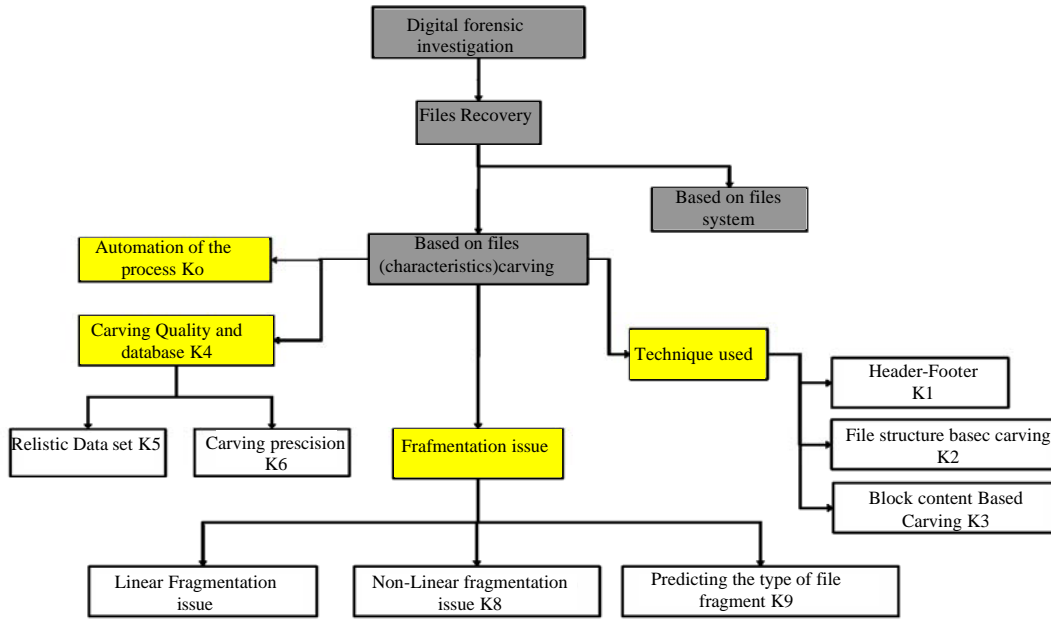 Digital forensic
investigation
Files Recovery
Based on files
system
Based on files
(characteristics)carving
Automation of the
process Ko
Carving Quality and
database K4
Technique used
Header-Footer
K1
Relistic Data set K5
Carving prescision
K6
Frafmentation issue
File structure basec carving
K2
Block content Based
Carving K3
Linear Fragmentation
issue
Non-Linear fragmentation
issue K8
Predicting the type of file
fragment K9